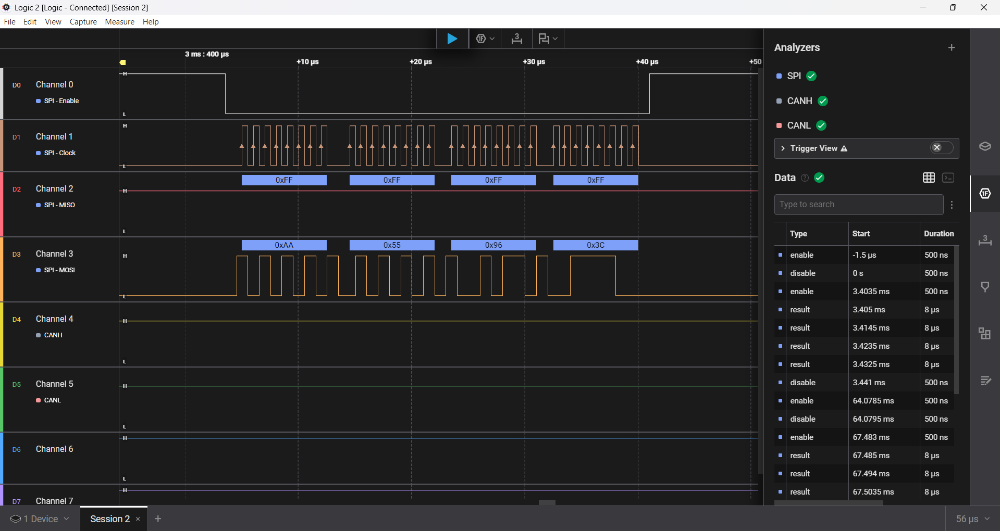 Logic 2 [Logic - Connected] [Session 2]
File Edit View Capture Measure Help
3 ms : 400 µs
+10 µs +20 µs +30 µs +40 µs +50
D0 Channel 0
SPI - Enable
H
L
D1 Channel 1
SPI - Clock
H
L
D2 Channel 2
SPI - MISO
0xFF 0xFF 0xFF 0xFF
H
L
D3 Channel 3
SPI - MOSI
0xAA 0x55 0x96 0x3C
H
L
D4 Channel 4
CANH
H
L
D5 Channel 5
CANL
H
L
D6 Channel 6
H
L
D7 Channel 7
H
Analyzers
SPI
CANH
CANL
Trigger View
Data
Type to search
Type Start Duration
enable -1.5 µs 500 ns
disable 0 s 500 ns
enable 3.4035 ms 500 ns
result 3.405 ms 8 µs
result 3.4145 ms 8 µs
result 3.4235 ms 8 µs
result 3.4325 ms 8 µs
disable 3.441 ms 500 ns
enable 64.0785 ms 500 ns
disable 64.0795 ms 500 ns
enable 67.483 ms 500 ns
result 67.485 ms 8 µs
result 67.494 ms 8 µs
result 67.5035 ms 8 µs
1 Device Session 2 × + 56 µs